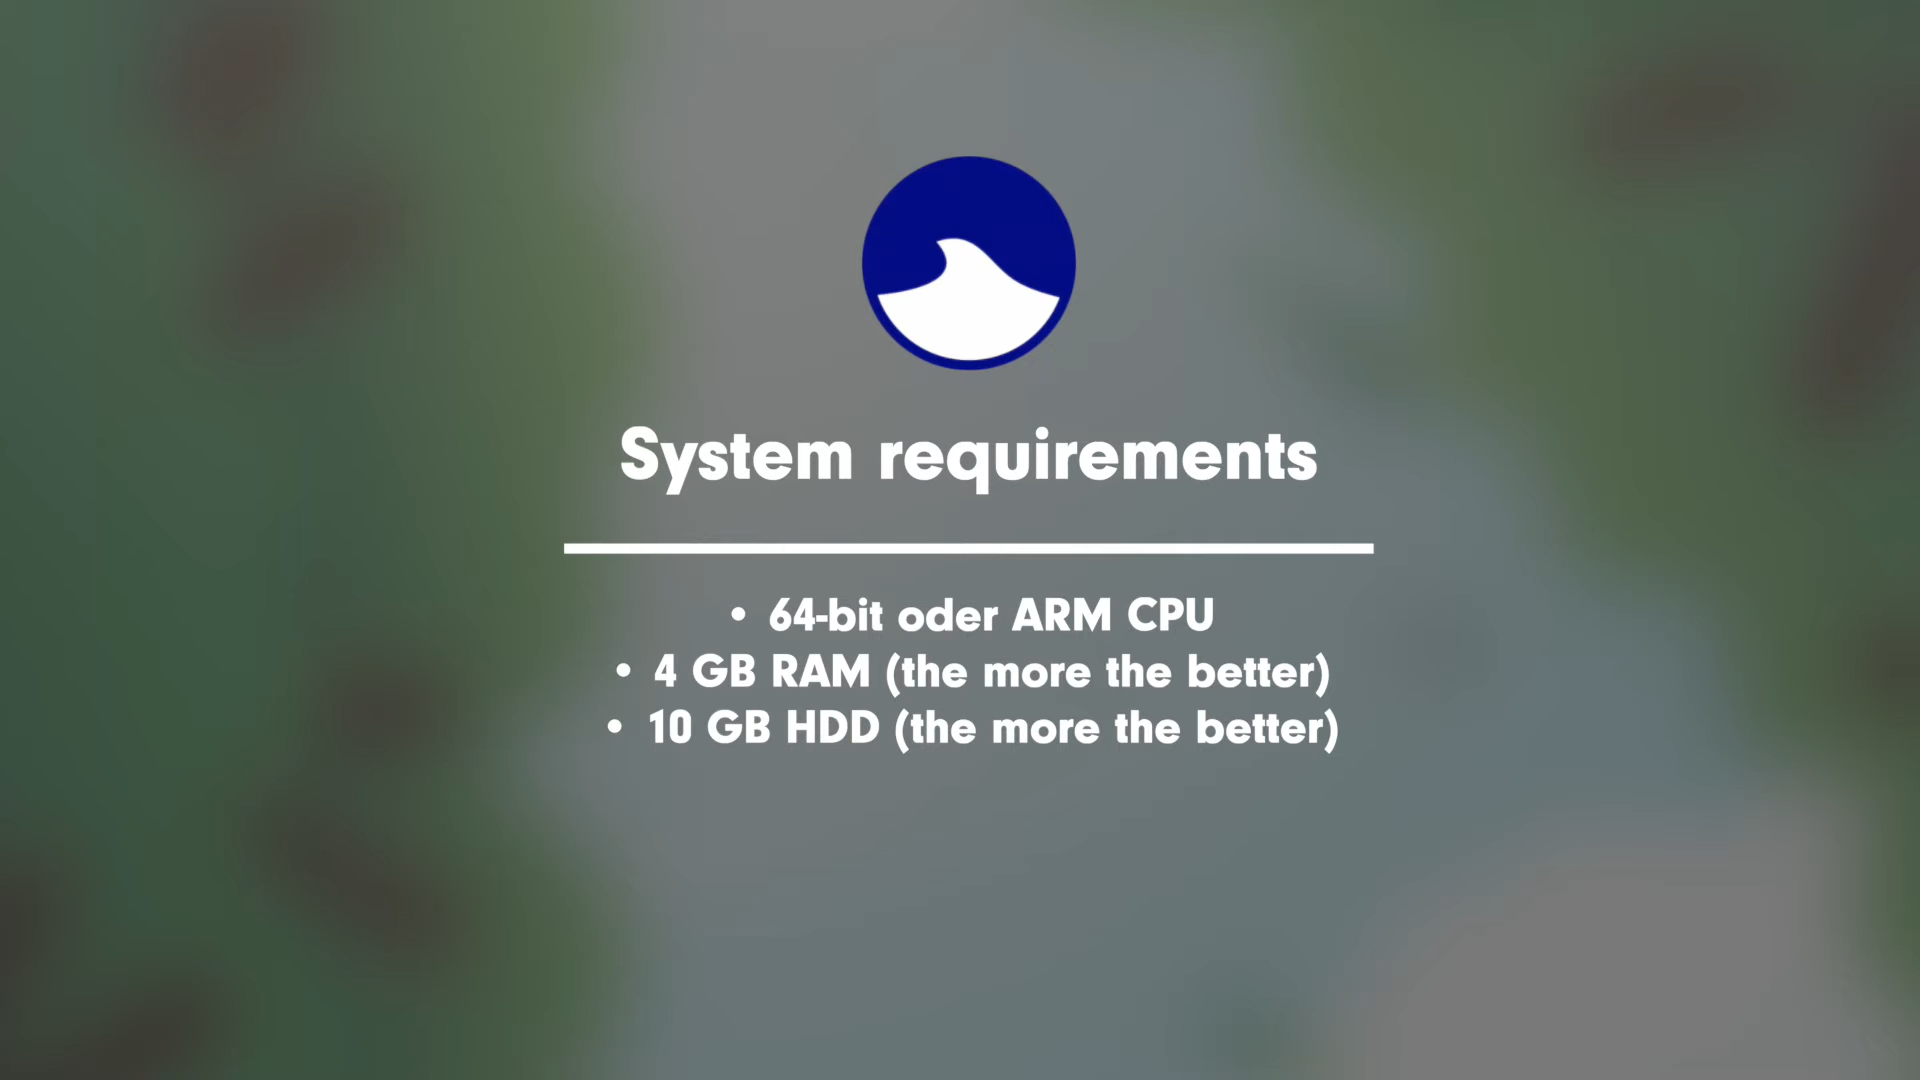 System requirements
• 64-bit oder ARM CPU
• 4 GB RAM (the more the better)
• 10 GB HDD (the more the better)